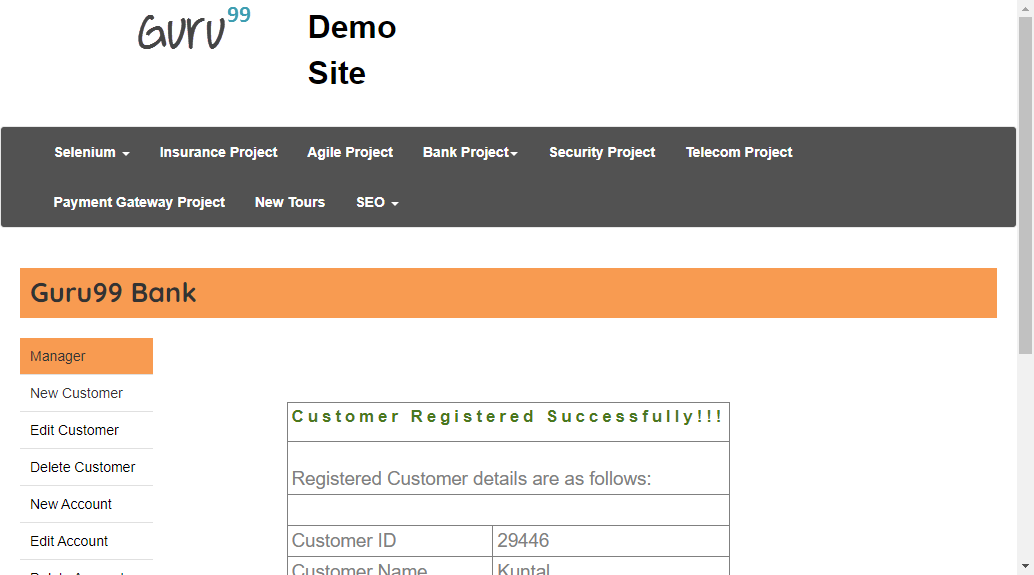 Guru99
Demo
Site
Selenium Insurance Project Agile Project Bank Project Security Project Telecom Project
Payment Gateway Project New Tours SEO
Guru99 Bank
Manager
New Customer
Edit Customer
Delete Customer
New Account
Edit Account
Customer Registered Successfully!!!
Registered Customer details are as follows:
Customer ID 29446
Customer Name Kuntal